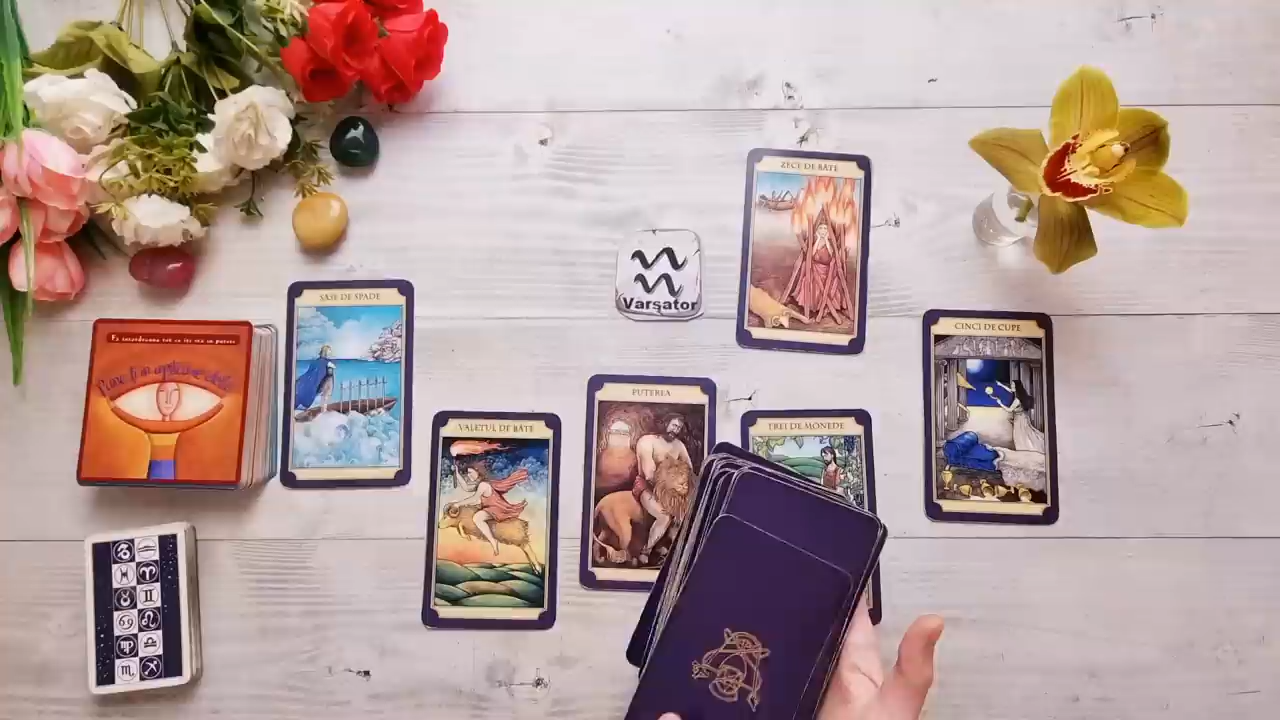 ZECE DE BÂTE
Vărsător
ȘASE DE SPADE
CINCI DE CUPE
PUTEREA
VALETUL DE BÂTE
TREI DE MONEDE